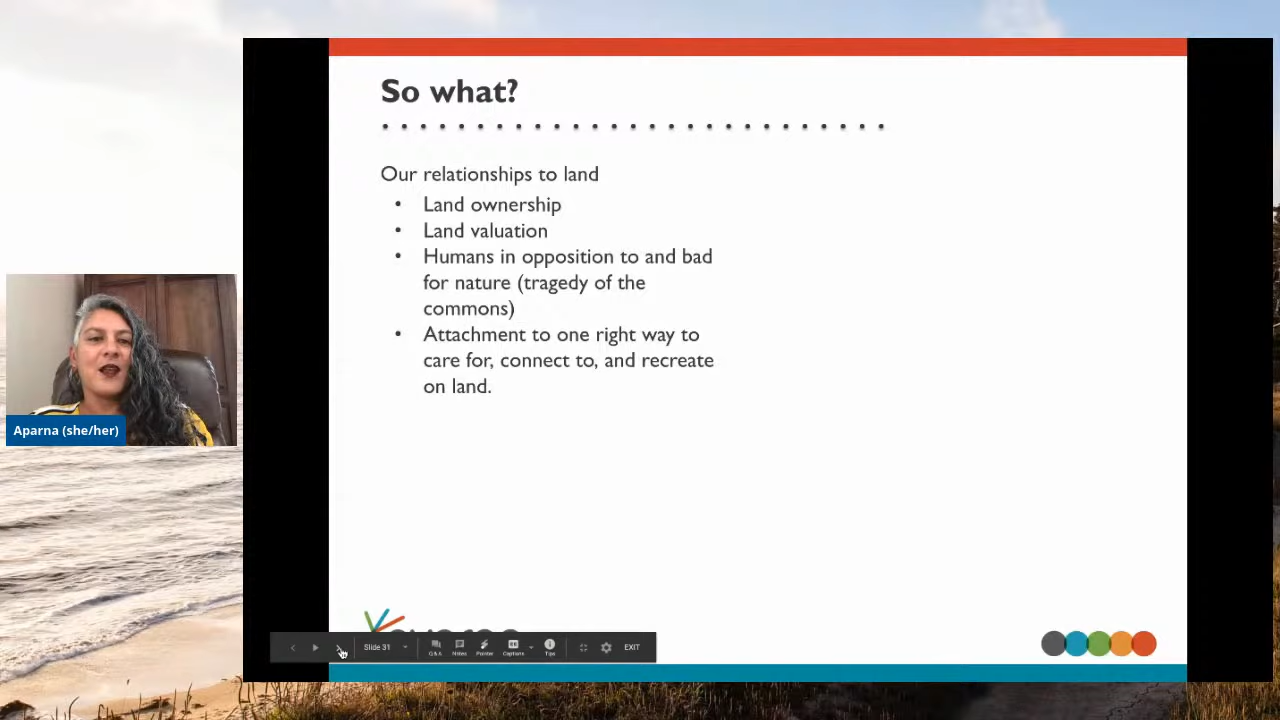 So what?
Our relationships to land
• Land ownership
• Land valuation
• Humans in opposition to and bad
for nature (tragedy of the
commons)
• Attachment to one right way to
care for, connect to, and recreate
on land.
Aparna (she/her)
Slide 31
Q&A
Notes
Pointer
Captions
Tips
EXIT